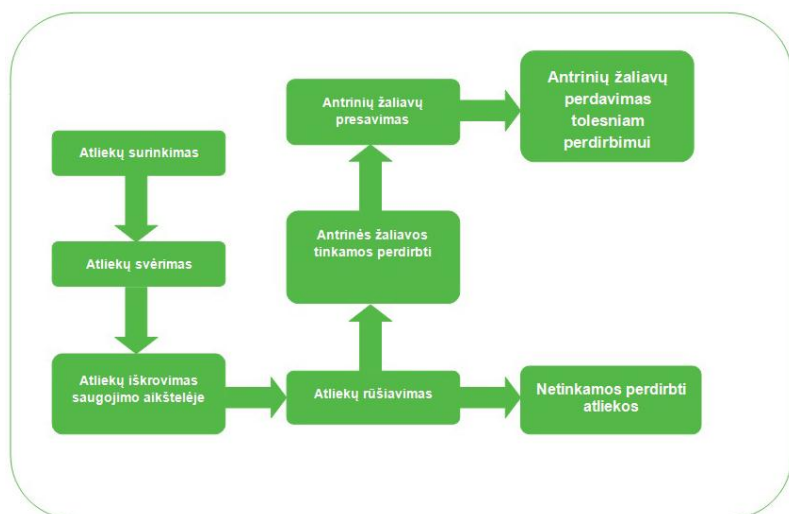 Atliekų surinkimas
Atliekų svėrimas
Atliekų iškrovimas
saugojimo aikštelėje
Atliekų rūšiavimas
Antrinės žaliavos
tinkamos perdirbti
Antrinių žaliavų
presavimas
Antrinių žaliavų
perdavimas
tolesniam
perdirbimui
Netinkamos perdirbti
atliekos